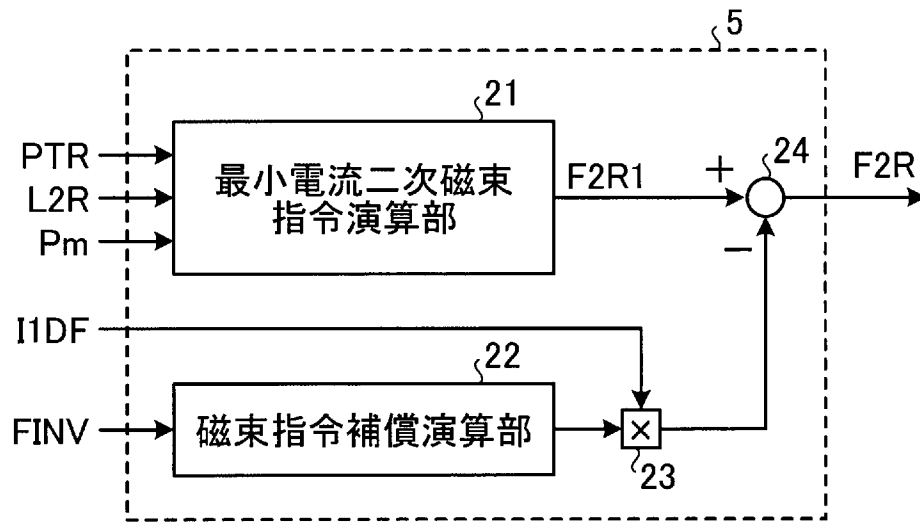 5
21
PTR
L2R
Pm
最小電流二次磁束
指令演算部
F2R1
+
24
F2R
−
I1DF
22
FINV
磁束指令補償演算部
×
23